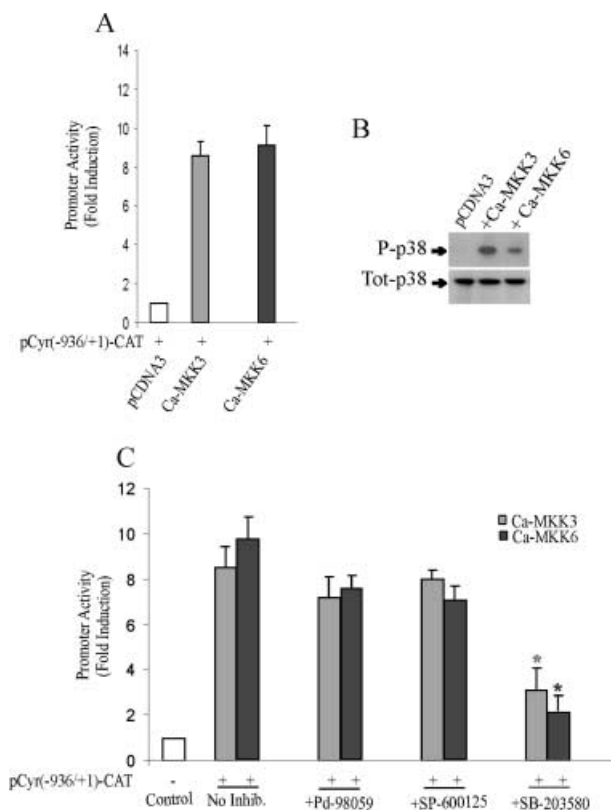 A
14
12
10
8
6
4
2
0
Promoter Activity
(Fold Induction)
pCyr(-936/+1)-CAT + + +
pCDNA3
Ca-MKK3
Ca-MKK6
B
pCDNA3
+Ca-MKK3
+ Ca-MKK6
P-p38
Tot-p38
C
12
10
8
6
4
2
0
Promoter Activity
(Fold Induction)
Ca-MKK3
Ca-MKK6
* *
pCyr(-936/+1)-CAT - + + + + + + + +
Control No Inhib. +Pd-98059 +SP-600125 +SB-203580